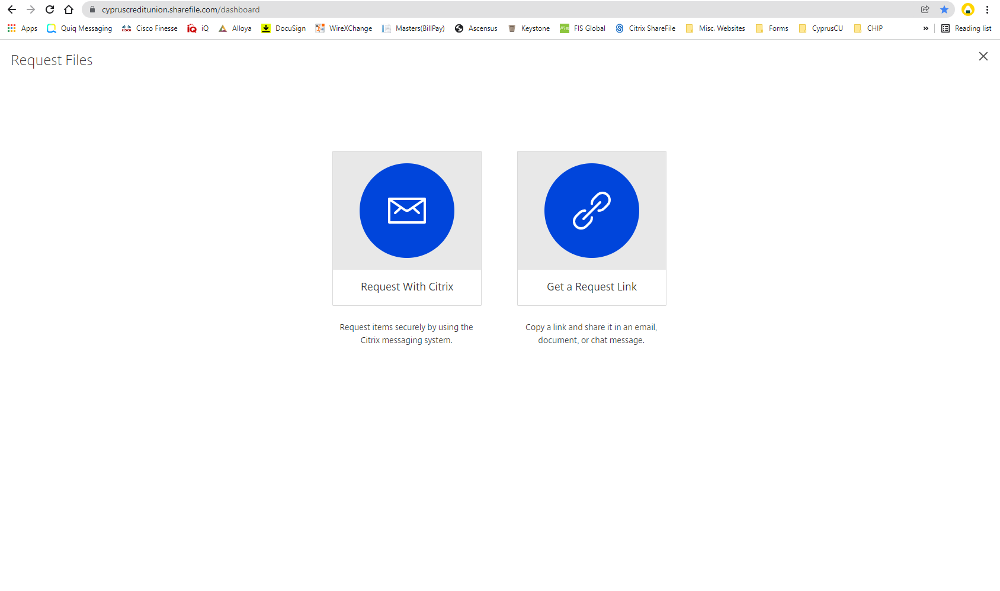 cypruscreditunion.sharefile.com/dashboard
Apps Quiq Messaging cisco Cisco Finesse iQ iQ Alloya DocuSign WireXChange Masters(BillPay) Ascensus Keystone FIS FIS Global Citrix ShareFile Misc. Websites Forms CyprusCU CHIP » Reading list
Request Files
Request With Citrix
Request items securely by using the
Citrix messaging system.
Get a Request Link
Copy a link and share it in an email,
document, or chat message.